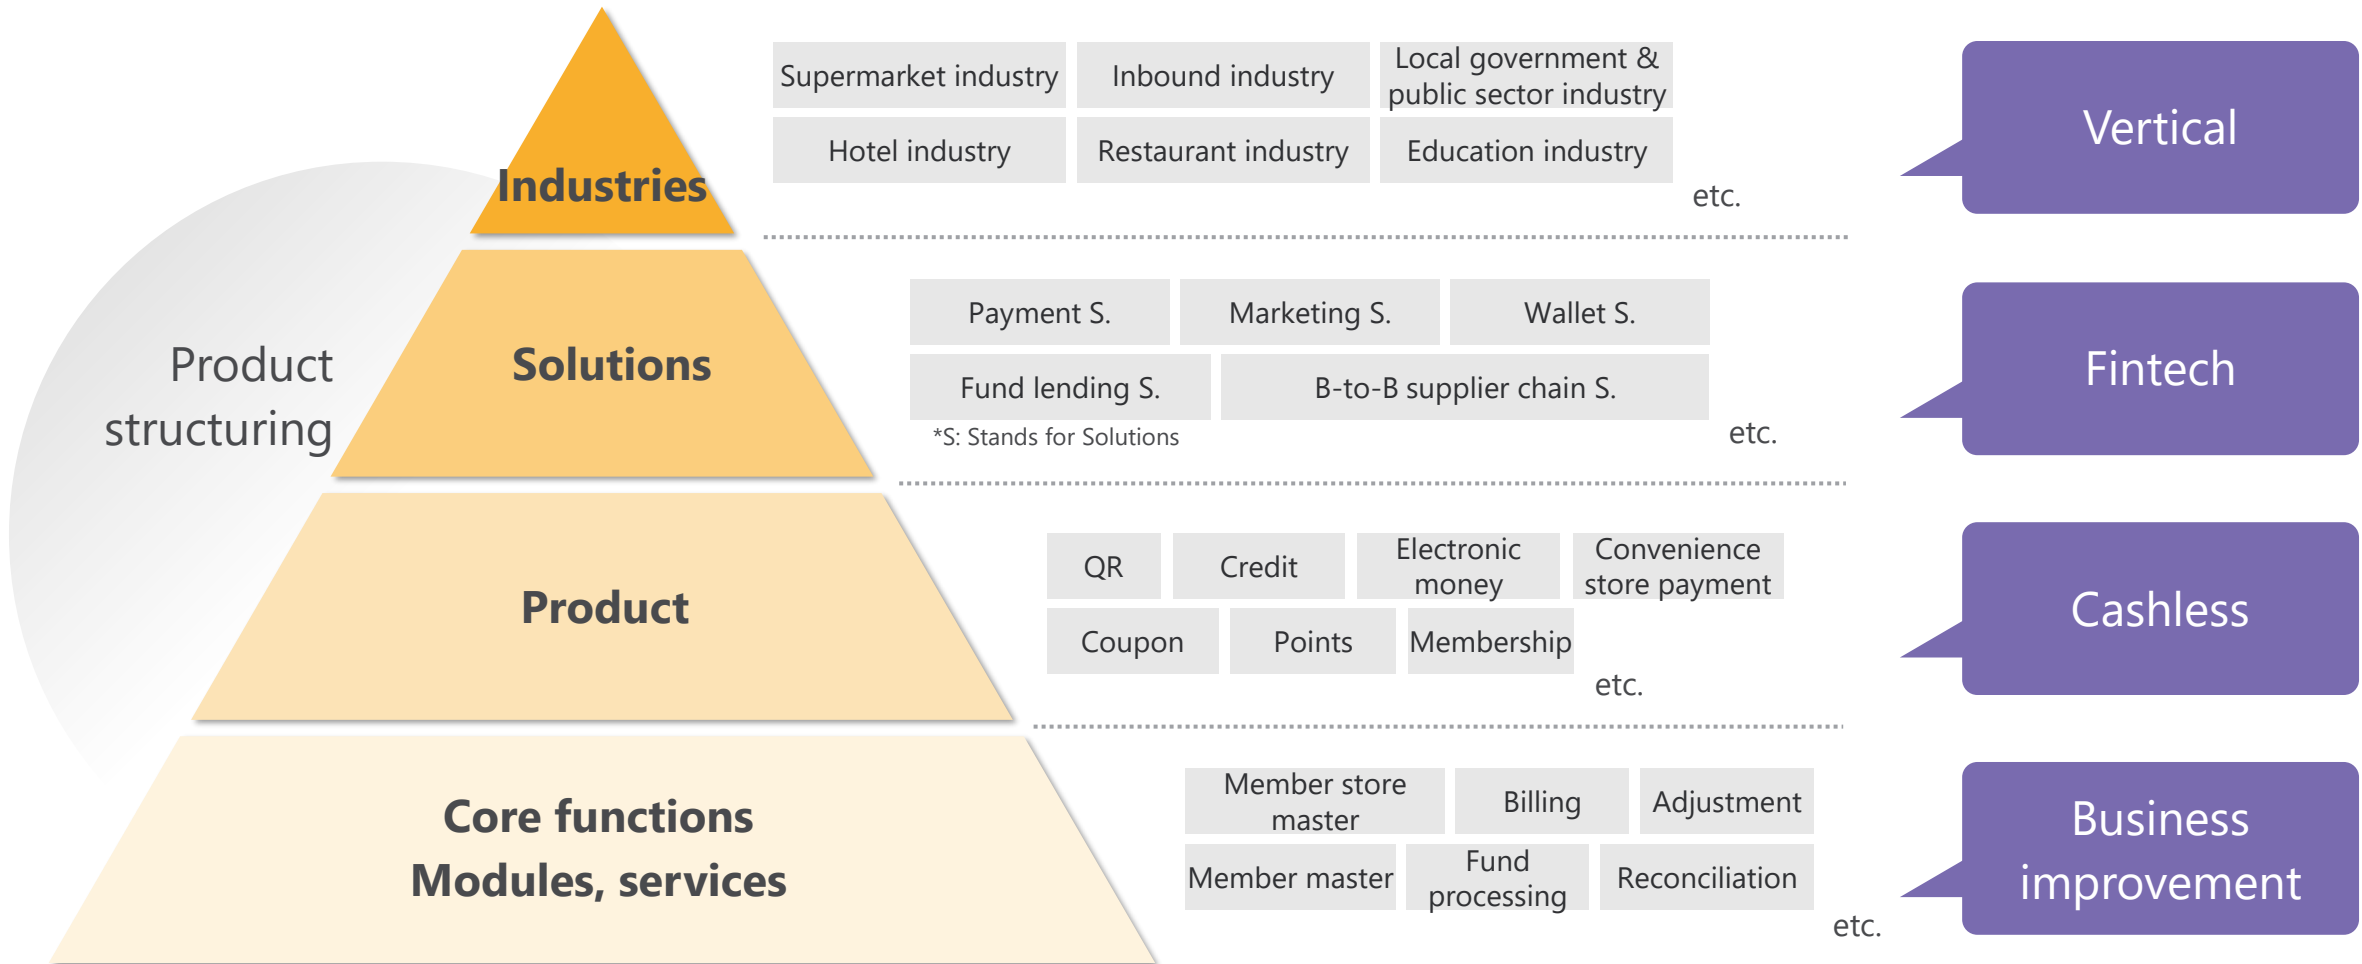 Industries
Supermarket industry
Inbound industry
Local government &
public sector industry
Hotel industry
Restaurant industry
Education industry
etc.
Vertical
Product
structuring
Solutions
Payment S.
Marketing S.
Wallet S.
Fund lending S.
B-to-B supplier chain S.
*S: Stands for Solutions
etc.
Fintech
Product
QR
Credit
Electronic
money
Convenience
store payment
Coupon
Points
Membership
etc.
Cashless
Core functions
Modules, services
Member store
master
Billing
Adjustment
Member master
Fund
processing
Reconciliation
etc.
Business
improvement